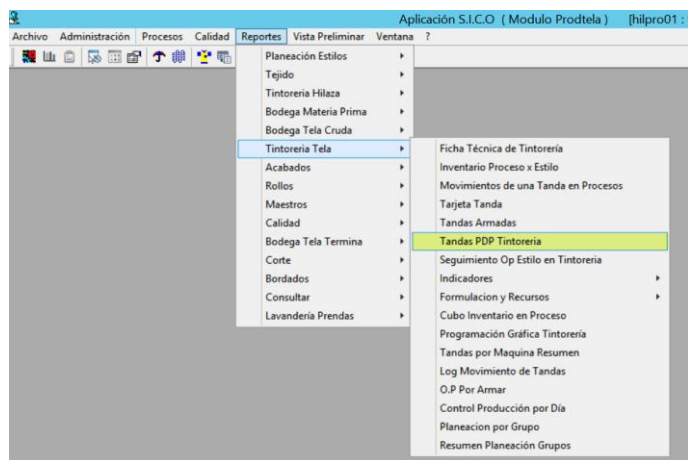 Aplicación S.I.C.O ( Modulo Prodtela ) [hilpro01 :
Archivo Administración Procesos Calidad Reportes Vista Preliminar Ventana ?
Planeación Estilos
Tejido
Tintoreria Hilaza
Bodega Materia Prima
Bodega Tela Cruda
Tintoreria Tela
Acabados
Rollos
Maestros
Calidad
Bodega Tela Termina
Corte
Bordados
Consultar
Lavandería Prendas
Ficha Técnica de Tintorería
Inventario Proceso x Estilo
Movimientos de una Tanda en Procesos
Tarjeta Tanda
Tandas Armadas
Tandas PDP Tintoreria
Seguimiento Op Estilo en Tintoreria
Indicadores
Formulacion y Recursos
Cubo Inventario en Proceso
Programación Gráfica Tintorería
Tandas por Maquina Resumen
Log Movimiento de Tandas
O.P Por Armar
Control Producción por Día
Planeacion por Grupo
Resumen Planeación Grupos